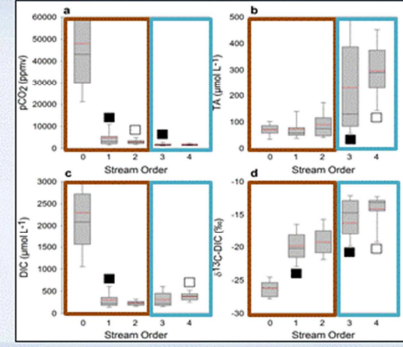 a
pCO2 (ppmv)
60000
50000
40000
30000
20000
10000
0
0 1 2 3 4
Stream Order
b
TA (μmol L-1)
500
400
300
200
100
0
0 1 2 3 4
Stream Order
c
DIC (μmol L-1)
3000
2500
2000
1500
1000
500
0
0 1 2 3 4
Stream Order
d
δ13C-DIC (‰)
-10
-15
-20
-25
-30
0 1 2 3 4
Stream Order